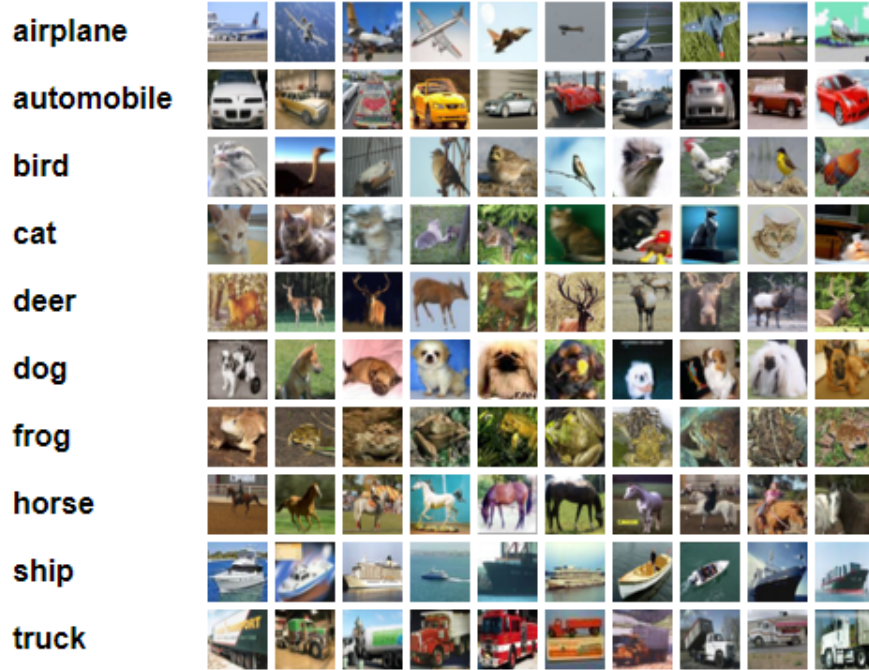 airplane
automobile
bird
cat
deer
dog
frog
horse
ship
truck